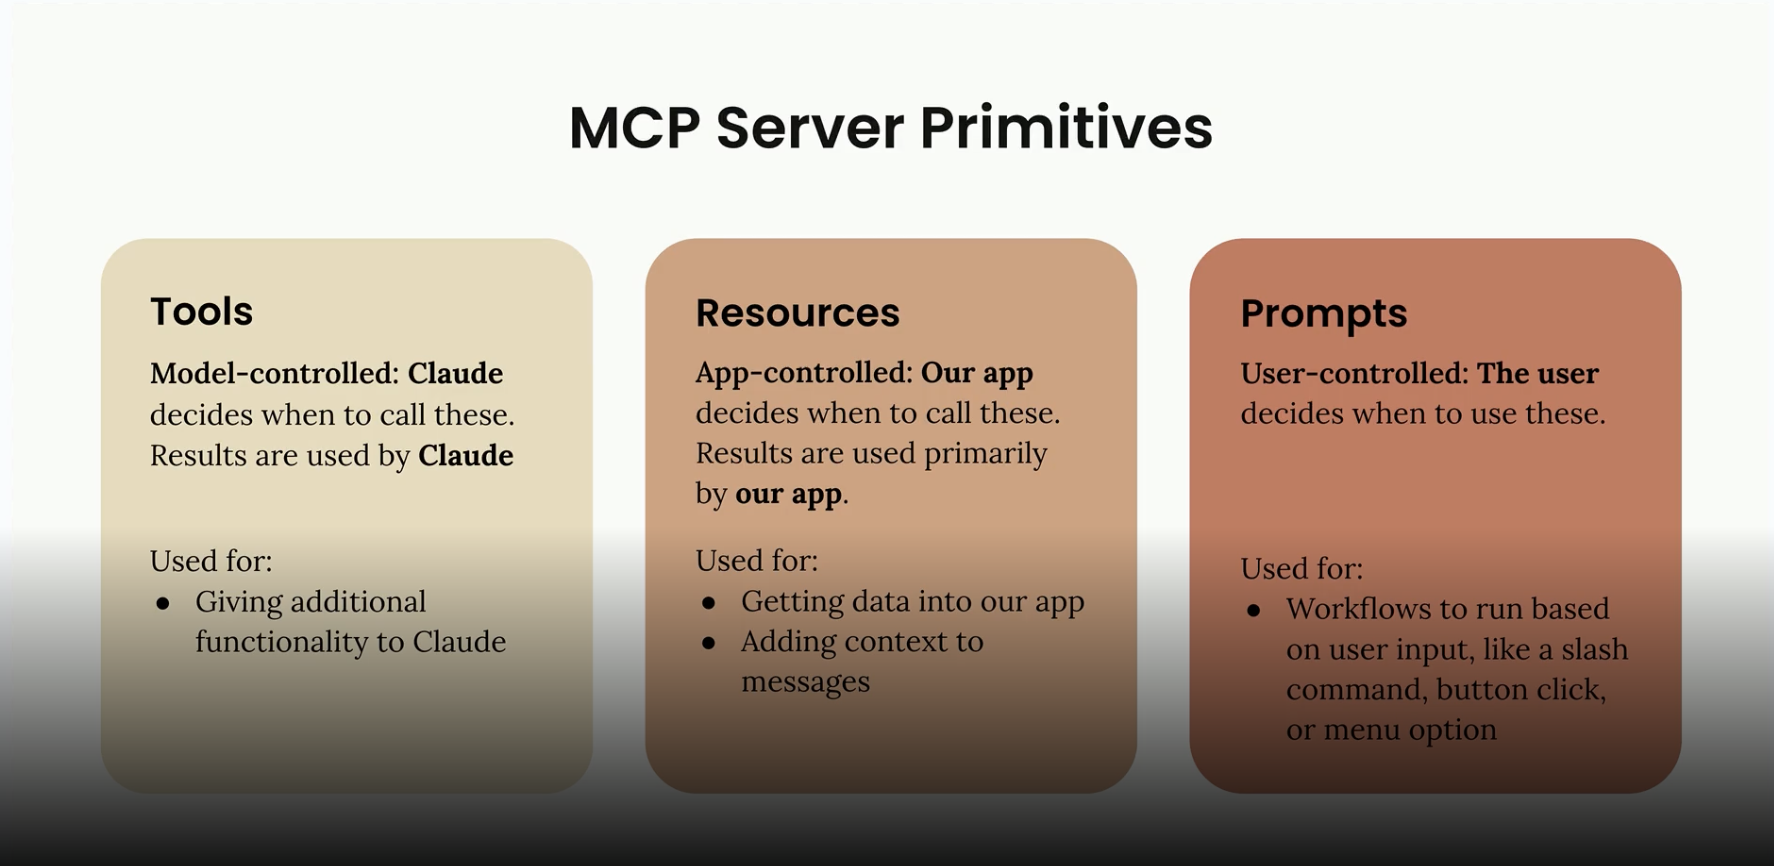 MCP Server Primitives
Tools
Model-controlled: Claude
decides when to call these.
Results are used by Claude
Used for:
● Giving additional
functionality to Claude
Resources
App-controlled: Our app
decides when to call these.
Results are used primarily
by our app.
Used for:
● Getting data into our app
● Adding context to
messages
Prompts
User-controlled: The user
decides when to use these.
Used for:
● Workflows to run based
on user input, like a slash
command, button click,
or menu option